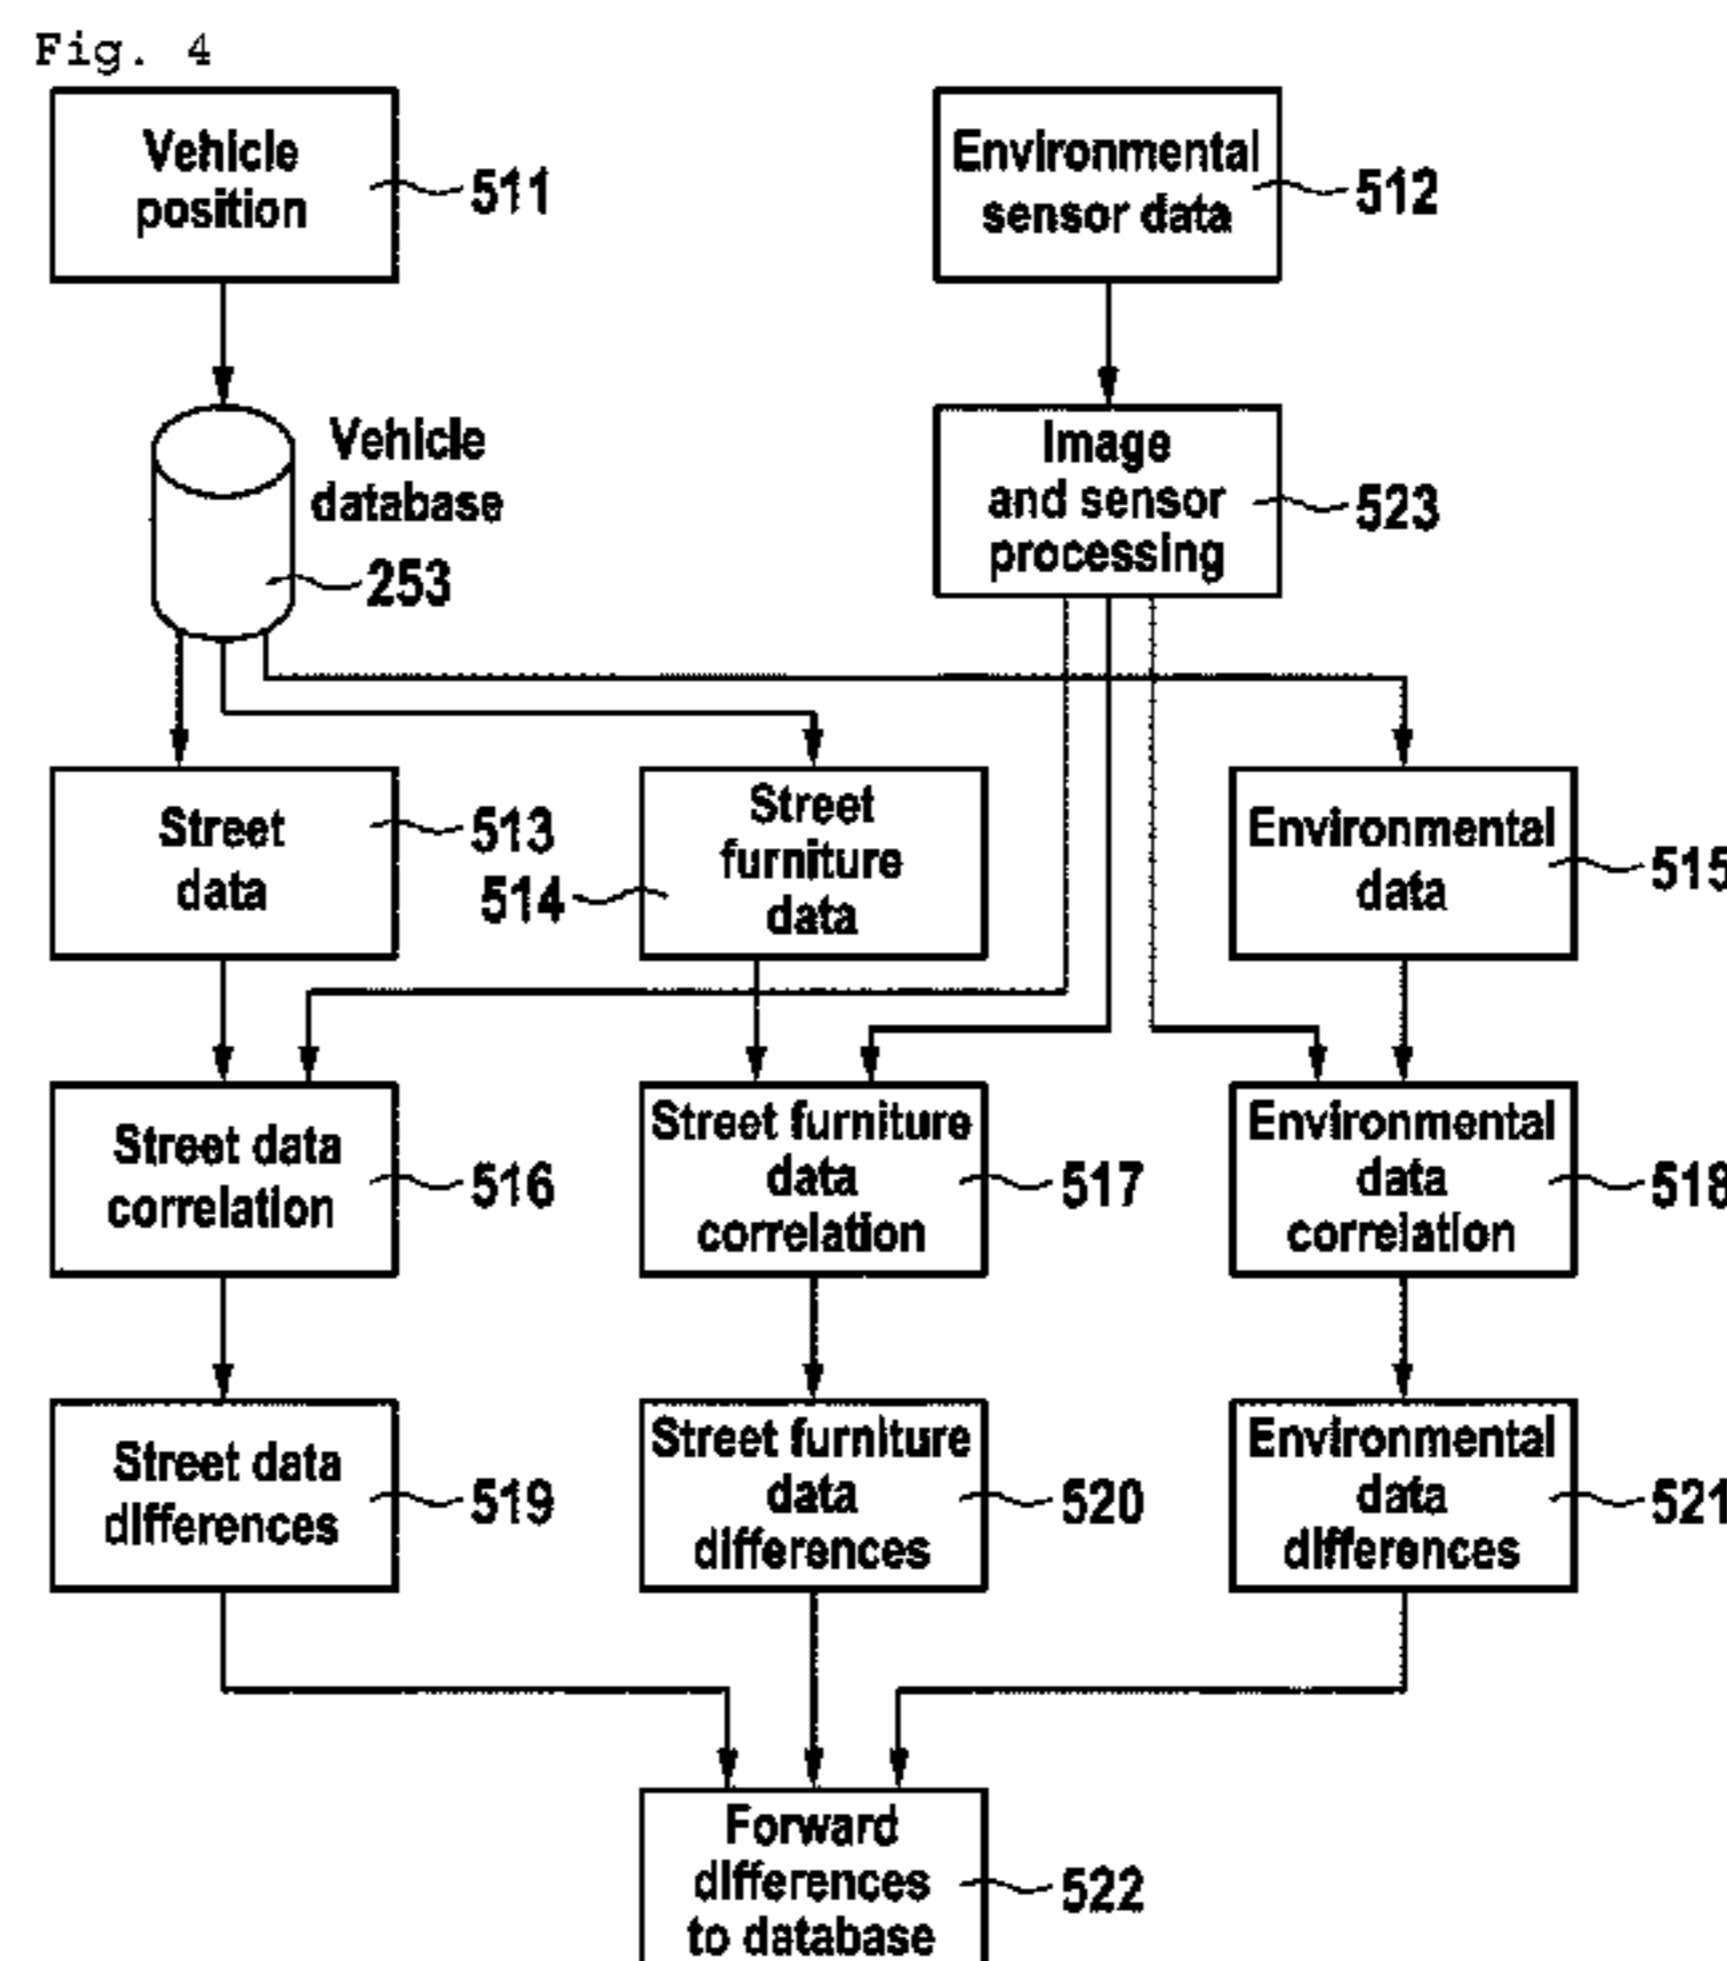 Fig. 4
Vehicle
position
511
Environmental
sensor data
512
Vehicle
database
253
Image
and sensor
processing
523
Street
data
513
Street
furniture
data
514
Environmental
data
515
Street data
correlation
516
Street furniture
data
correlation
517
Environmental
data
correlation
518
Street data
differences
519
Street furniture
data
differences
520
Environmental
data
differences
521
Forward
differences
to database
522